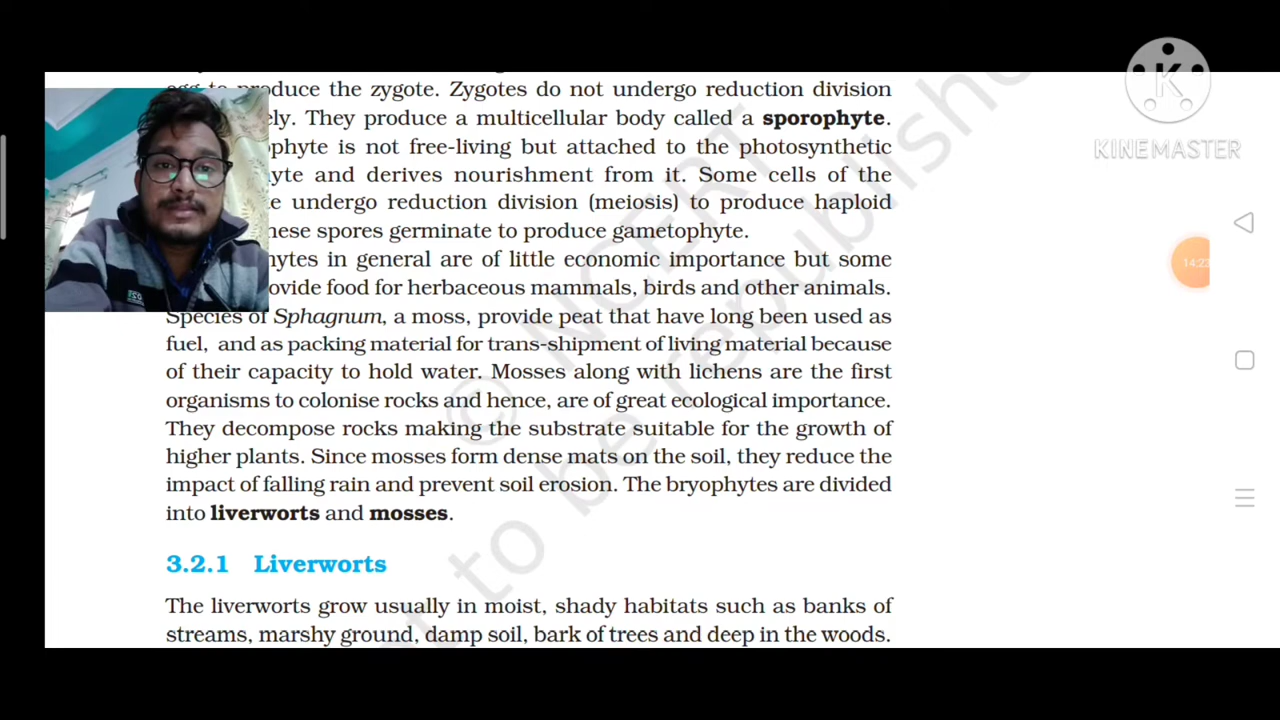 produce the zygote. Zygotes do not undergo reduction division
They produce a multicellular body called a sporophyte.
is not free-living but attached to the photosynthetic
and derives nourishment from it. Some cells of the
undergo reduction division (meiosis) to produce haploid
spores germinate to produce gametophyte.
in general are of little economic importance but some
food for herbaceous mammals, birds and other animals.
Species of Sphagnum, a moss, provide peat that have long been used as
fuel, and as packing material for trans-shipment of living material because
of their capacity to hold water. Mosses along with lichens are the first
organisms to colonise rocks and hence, are of great ecological importance.
They decompose rocks making the substrate suitable for the growth of
higher plants. Since mosses form dense mats on the soil, they reduce the
impact of falling rain and prevent soil erosion. The bryophytes are divided
into liverworts and mosses.
3.2.1 Liverworts
The liverworts grow usually in moist, shady habitats such as banks of
streams, marshy ground, damp soil, bark of trees and deep in the woods.
© NCERT
to be republished
KINEMASTER
14:23